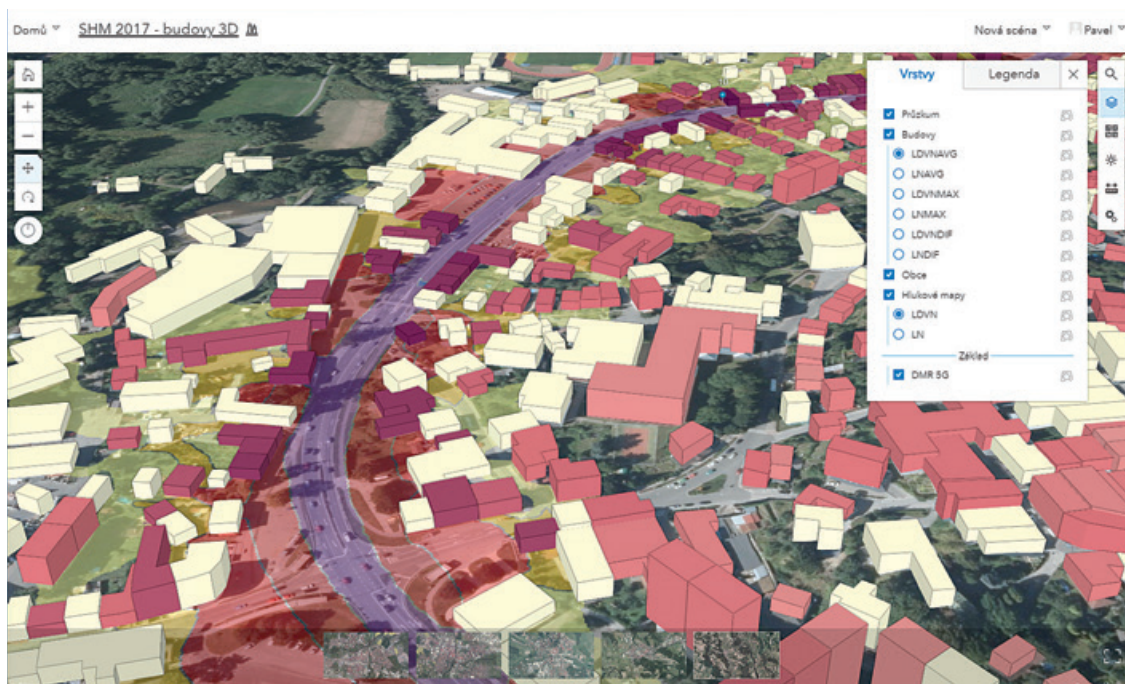 Domů
SHM 2017 - budovy 3D
Nová scéna
Pavel
Vrstvy
Legenda
Průzkum
Budovy
LDVNAVG
LNAVG
LDVNMAX
LNMAX
LDVNDIF
LNDIF
Obce
Hlukové mapy
LDVN
LN
Základ
DMR 5G